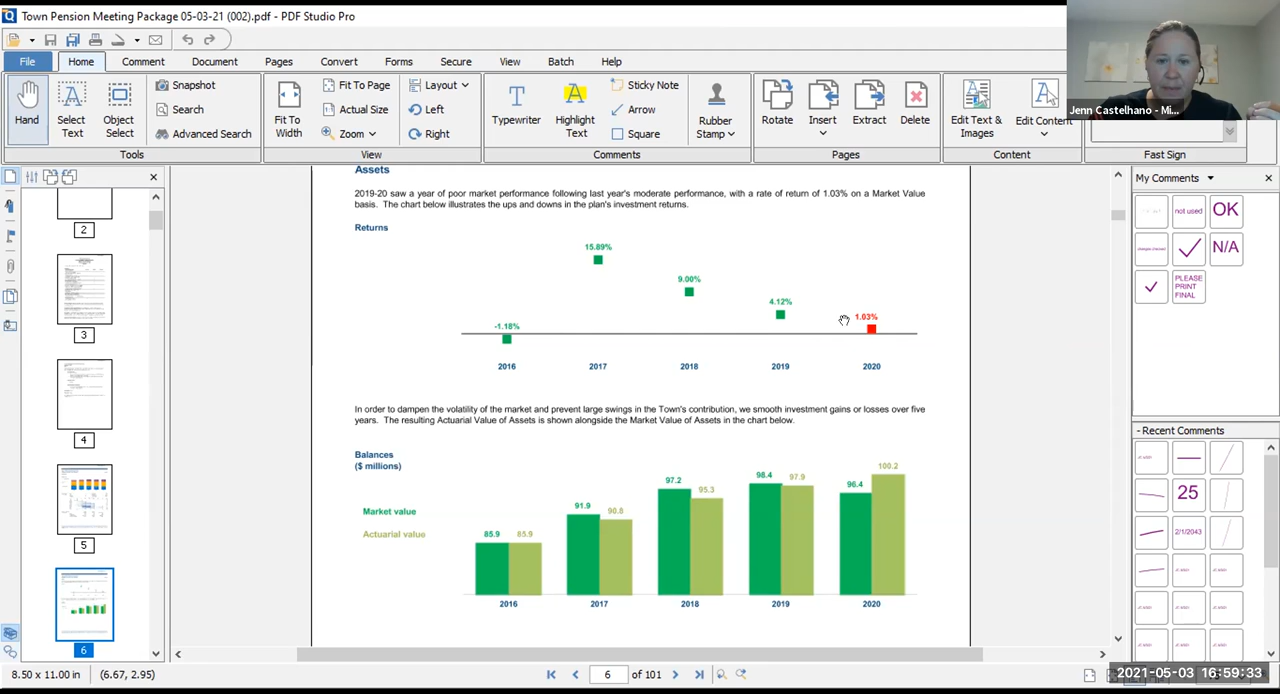 Town Pension Meeting Package 05-03-21 (002).pdf - PDF Studio Pro
Jenn Castelhano - Mi...
File Home Comment Document Pages Convert Forms Secure View Batch Help
Hand
Select Text
Object Select
Snapshot
Search
Advanced Search
Tools
Fit To Width
Fit To Page
Actual Size
Zoom
Layout
Left
Right
View
Typewriter
Highlight Text
Sticky Note
Arrow
Square
Rubber Stamp
Comments
Rotate
Insert
Extract
Delete
Pages
Edit Text & Images
Edit Content
Content
Fast Sign
2
3
4
5
6
Assets
2019-20 saw a year of poor market performance following last year's moderate performance, with a rate of return of 1.03% on a Market Value
basis. The chart below illustrates the ups and downs in the plan's investment returns.
Returns
15.89%
9.00%
4.12%
1.03%
-1.18%
2016 2017 2018 2019 2020
In order to dampen the volatility of the market and prevent large swings in the Town's contribution, we smooth investment gains or losses over five
years. The resulting Actuarial Value of Assets is shown alongside the Market Value of Assets in the chart below.
Balances
($ millions)
Market value
Actuarial value
85.9 85.9
91.9 90.8
97.2 95.3
98.4 97.9
96.4 100.2
2016 2017 2018 2019 2020
My Comments
not used
OK
N/A
PLEASE
PRINT
FINAL
Recent Comments
25
2/1/2043
8.50 x 11.00 in
(6.67, 2.95)
6 of 101
2021-05-03 16:59:33